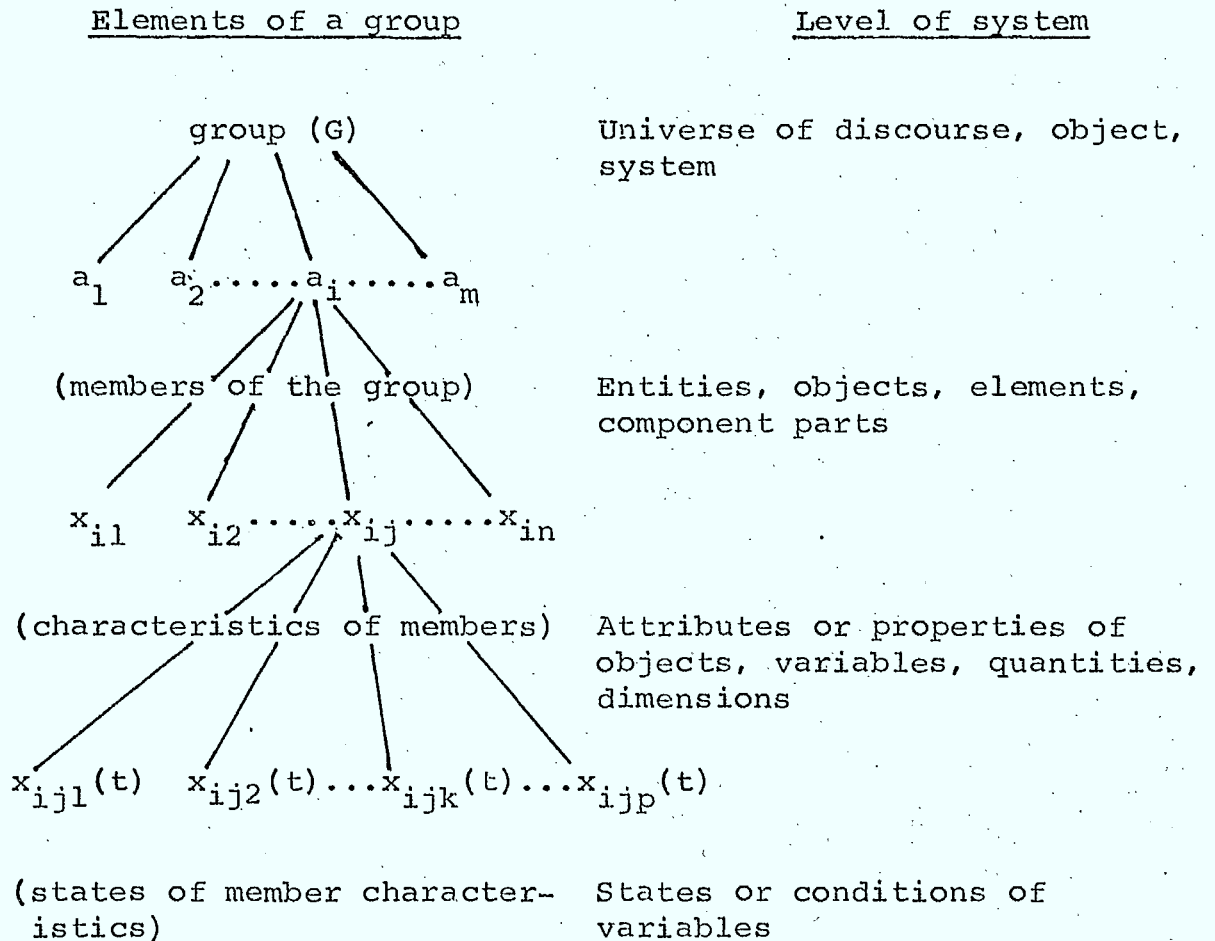 Elements of a group Level of system
group (G) Universe of discourse, object,
system
a1 a2.....ai.....am
(members of the group) Entities, objects, elements,
component parts
xi1 xi2.....xij.....xin
(characteristics of members) Attributes or properties of
objects, variables, quantities,
dimensions
xij1(t) xij2(t)...xijk(t)...xijp(t)
(states of member character- States or conditions of
istics) variables